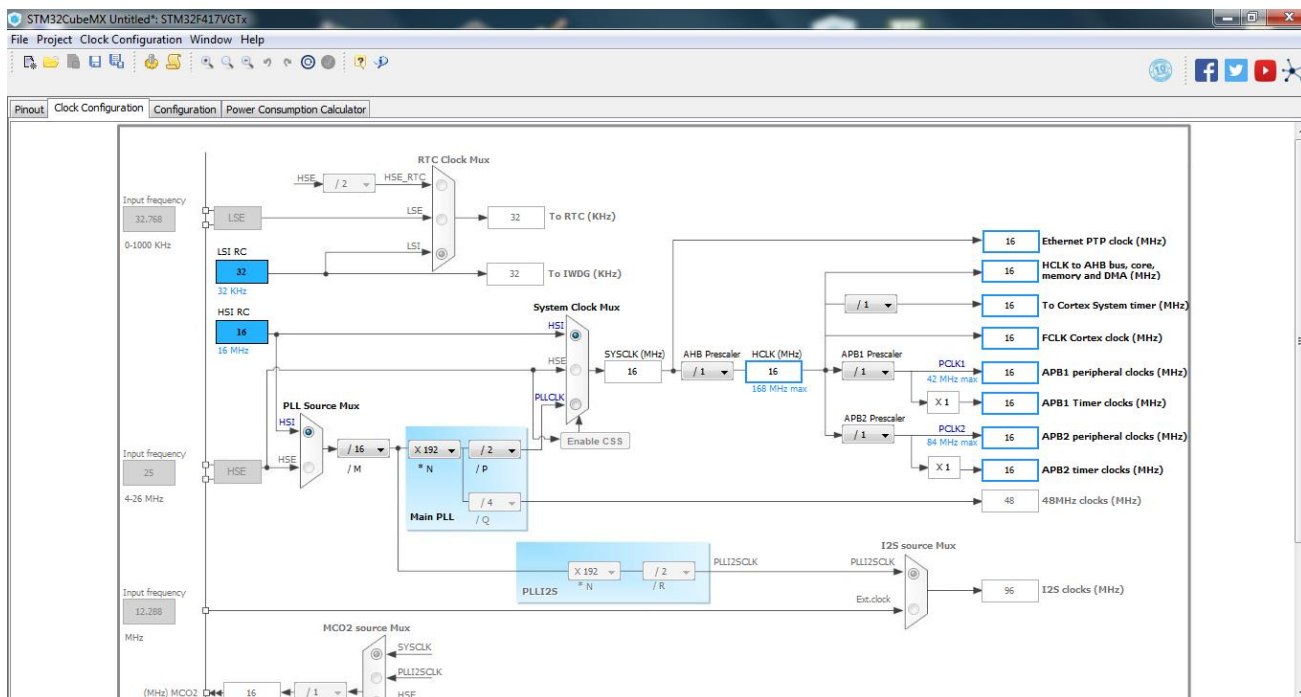 STM32CubeMX Untitled*: STM32F417VGTx
File Project Clock Configuration Window Help
10
Pinout Clock Configuration Configuration Power Consumption Calculator
RTC Clock Mux
HSE / 2 HSE_RTC
Input frequency
32.768
LSE
LSE
32 To RTC (KHz)
0-1000 KHz
LSI RC
LSI
16 Ethernet PTP clock (MHz)
32
32 To IWDG (KHz)
16 HCLK to AHB bus, core,
memory and DMA (MHz)
32 KHz
HSI RC
System Clock Mux
/ 1
16 To Cortex System timer (MHz)
16
HSI
16 FCLK Cortex clock (MHz)
16 MHz
SYSCLK (MHz) AHB Prescaler HCLK (MHz) APB1 Prescaler
HSE
16 / 1 16 / 1
PCLK1
16 APB1 peripheral clocks (MHz)
168 MHz max
42 MHz max
PLLCLK
X 1
16 APB1 Timer clocks (MHz)
PLL Source Mux
APB2 Prescaler
HSI
/ 1
PCLK2
16 APB2 peripheral clocks (MHz)
Enable CSS
84 MHz max
/ 16 X 192 / 2
Input frequency
HSE
/ M * N / P
X 1
16 APB2 timer clocks (MHz)
25
HSE
4-26 MHz
/ 4
48 48MHz clocks (MHz)
Main PLL / Q
I2S source Mux
PLLI2SCLK PLLI2SCLK
X 192 / 2
PLLI2S * N / R
96 I2S clocks (MHz)
Input frequency
Ext.clock
12.288
MHz
MCO2 source Mux
SYSCLK
PLLI2SCLK
(MHz) MCO2 16 / 1
HSE